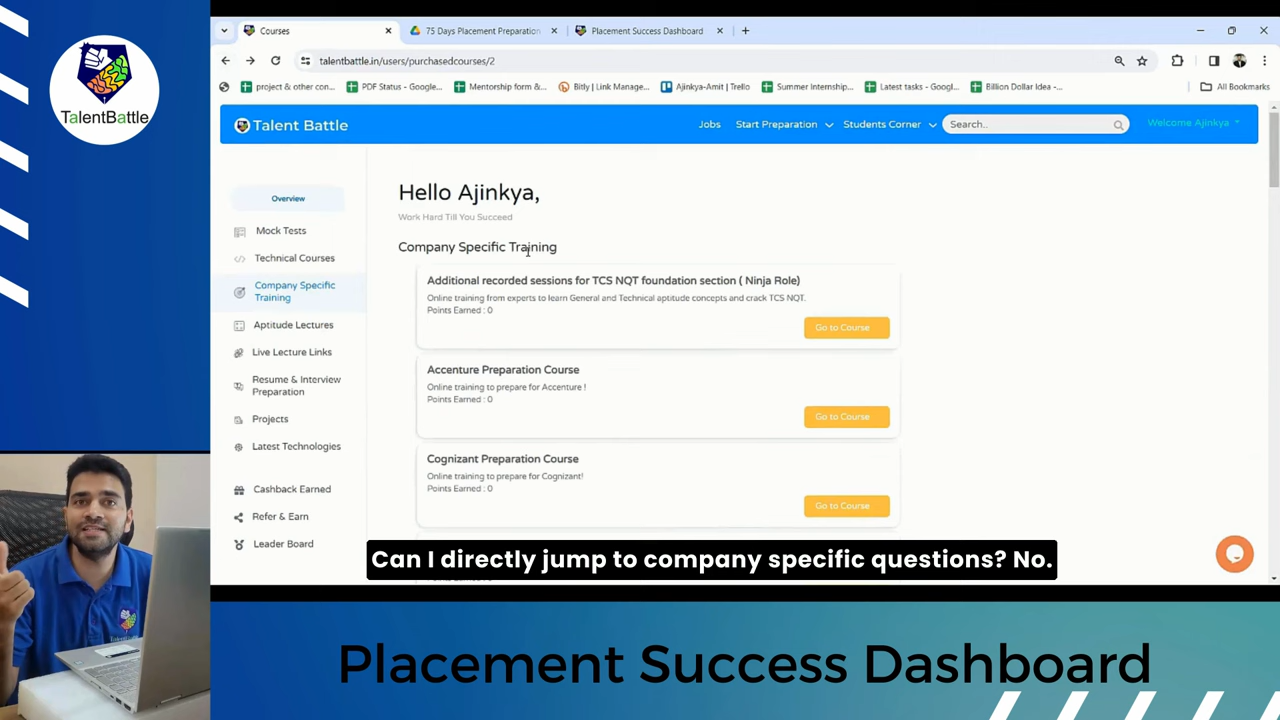 TalentBattle
Courses
75 Days Placement Preparation
Placement Success Dashboard
talentbattle.in/users/purchasedcourses/2
project & other con...
PDF Status - Google...
Mentorship form &...
Bitly | Link Manage...
Ajinkya-Amit | Trello
Summer Internship...
Latest tasks - Googl...
Billion Dollar Idea -...
All Bookmarks
Talent Battle
Jobs
Start Preparation
Students Corner
Search..
Welcome Ajinkya
Overview
Mock Tests
Technical Courses
Company Specific
Training
Aptitude Lectures
Live Lecture Links
Resume & Interview
Preparation
Projects
Latest Technologies
Cashback Earned
Refer & Earn
Leader Board
Hello Ajinkya,
Work Hard Till You Succeed
Company Specific Training
Additional recorded sessions for TCS NQT foundation section ( Ninja Role)
Online training from experts to learn General and Technical aptitude concepts and crack TCS NQT.
Points Earned : 0
Go to Course
Accenture Preparation Course
Online training to prepare for Accenture !
Points Earned : 0
Go to Course
Cognizant Preparation Course
Online training to prepare for Cognizant!
Points Earned : 0
Go to Course
Can I directly jump to company specific questions? No.
Placement Success Dashboard